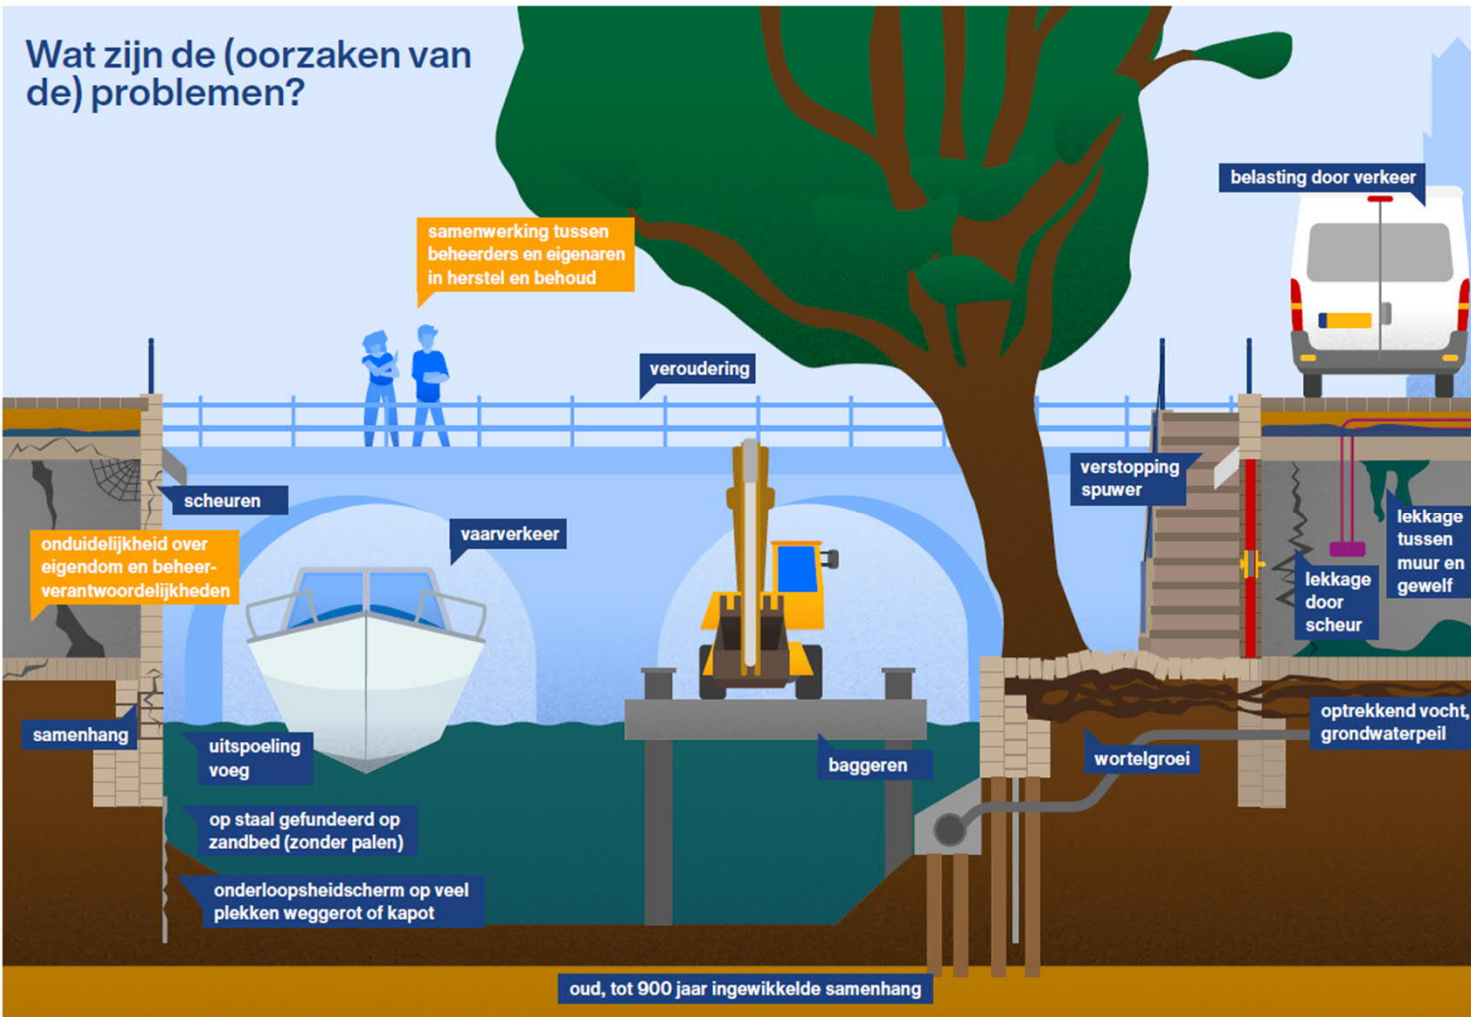 Wat zijn de (oorzaken van
de) problemen?
belasting door verkeer
samenwerking tussen
beheerders en eigenaren
in herstel en behoud
veroudering
verstopping
spuwer
scheuren
vaarverkeer
lekkage
tussen
muur en
gewelf
onduidelijkheid over
eigendom en beheer-
verantwoordelijkheden
lekkage
door
scheur
samenhang
uitspoeling
voeg
baggeren
wortelgroei
optrekkend vocht,
grondwaterpeil
op staal gefundeerd op
zandbed (zonder palen)
onderloopsheidscherm op veel
plekken weggerot of kapot
oud, tot 900 jaar ingewikkelde samenhang